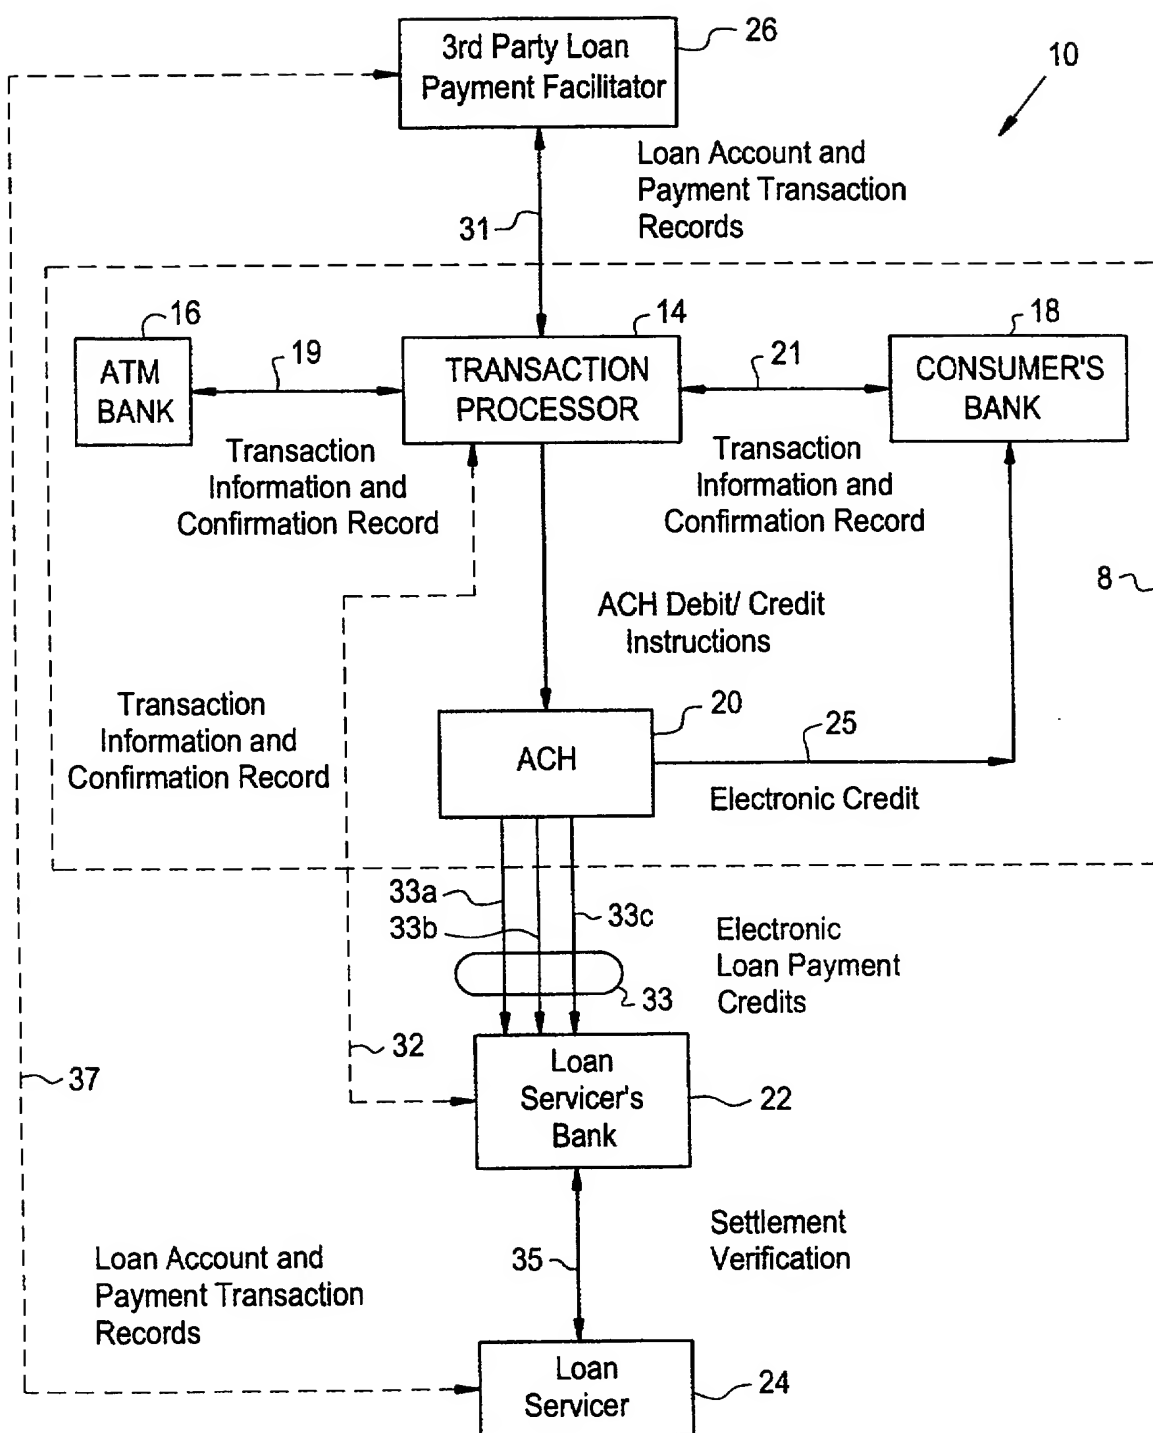 3rd Party Loan
Payment Facilitator
26
10
Loan Account and
Payment Transaction
Records
31
16
ATM
BANK
19
14
TRANSACTION
PROCESSOR
21
18
CONSUMER'S
BANK
Transaction
Information and
Confirmation Record
Transaction
Information and
Confirmation Record
8
ACH Debit/ Credit
Instructions
Transaction
Information and
Confirmation Record
20
ACH
25
Electronic Credit
33a
33b
33c
33
Electronic
Loan Payment
Credits
32
37
Loan
Servicer's
Bank
22
Settlement
Verification
35
Loan Account and
Payment Transaction
Records
Loan
Servicer
24